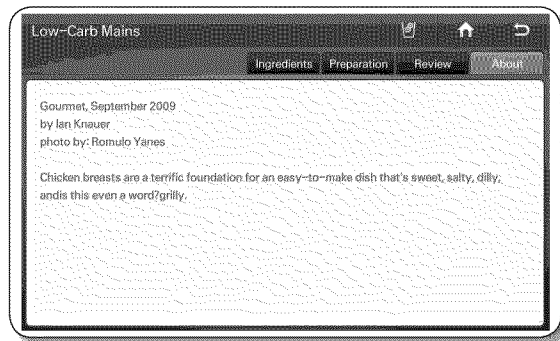 Low-Carb Mains
Ingredients Preparation Review About
Gourmet, September 2009
by Ian Knauer
photo by: Romulo Yanes
Chicken breasts are a terrific foundation for an easy-to-make dish that's sweet, salty, dilly,
andis this even a word?grilly.